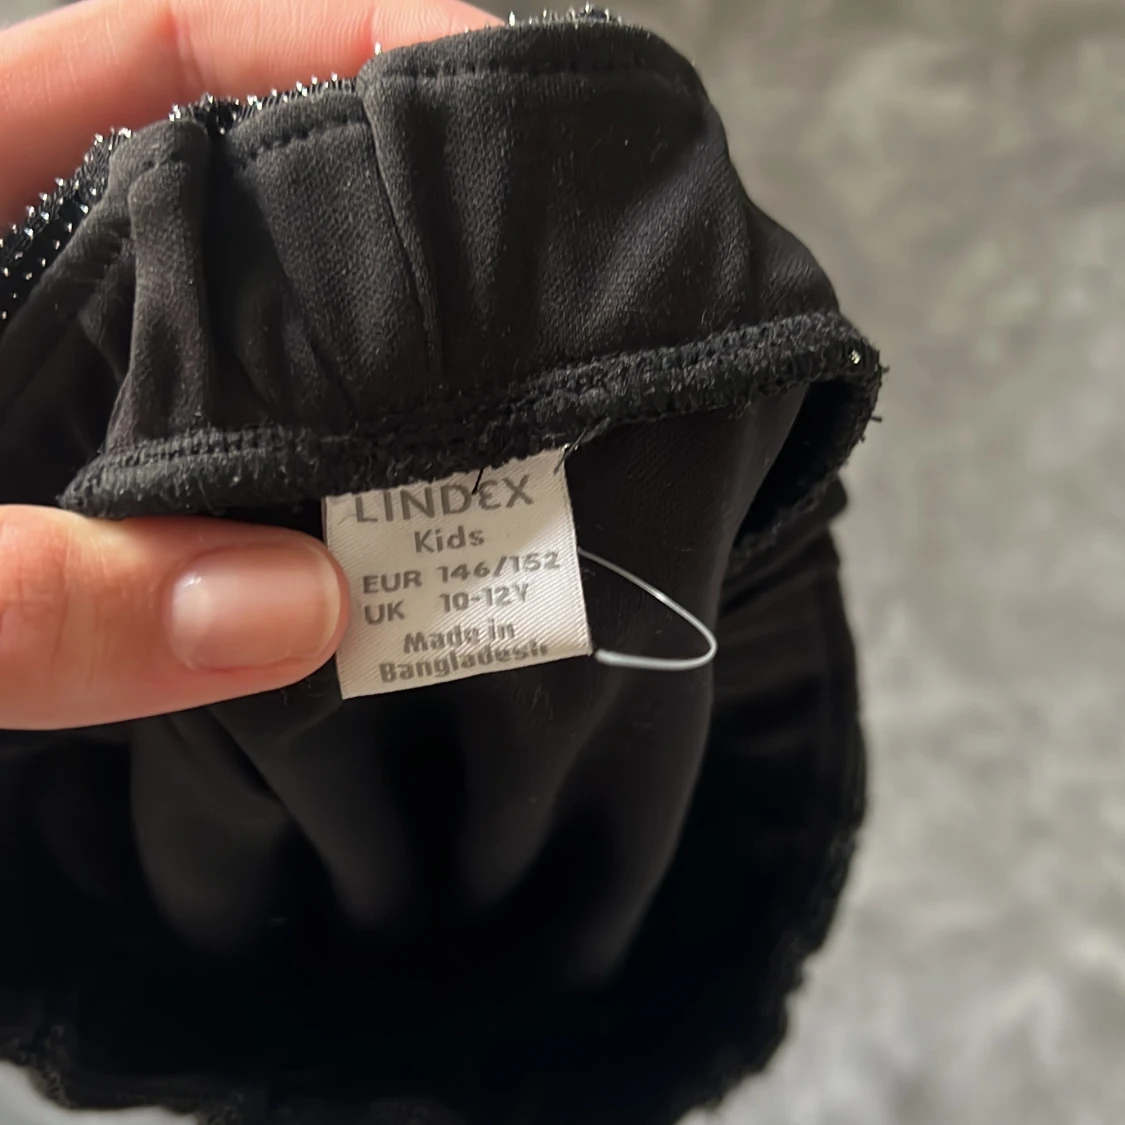 LINDEX
Kids
EUR 146/152
UK 10-12Y
Made in
Bangladesh